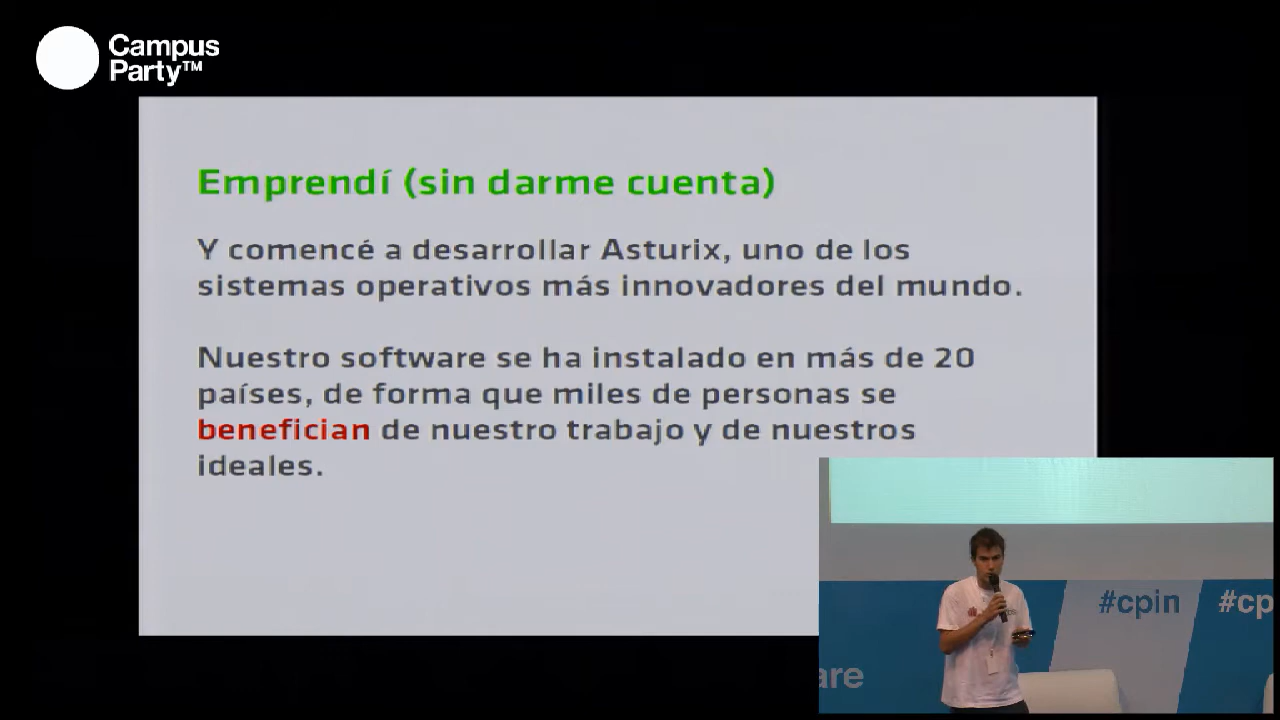 Campus
Party™
Emprendí (sin darme cuenta)
Y comencé a desarrollar Asturix, uno de los
sistemas operativos más innovadores del mundo.
Nuestro software se ha instalado en más de 20
países, de forma que miles de personas se
benefician de nuestro trabajo y de nuestros
ideales.
#cpin #cp
are